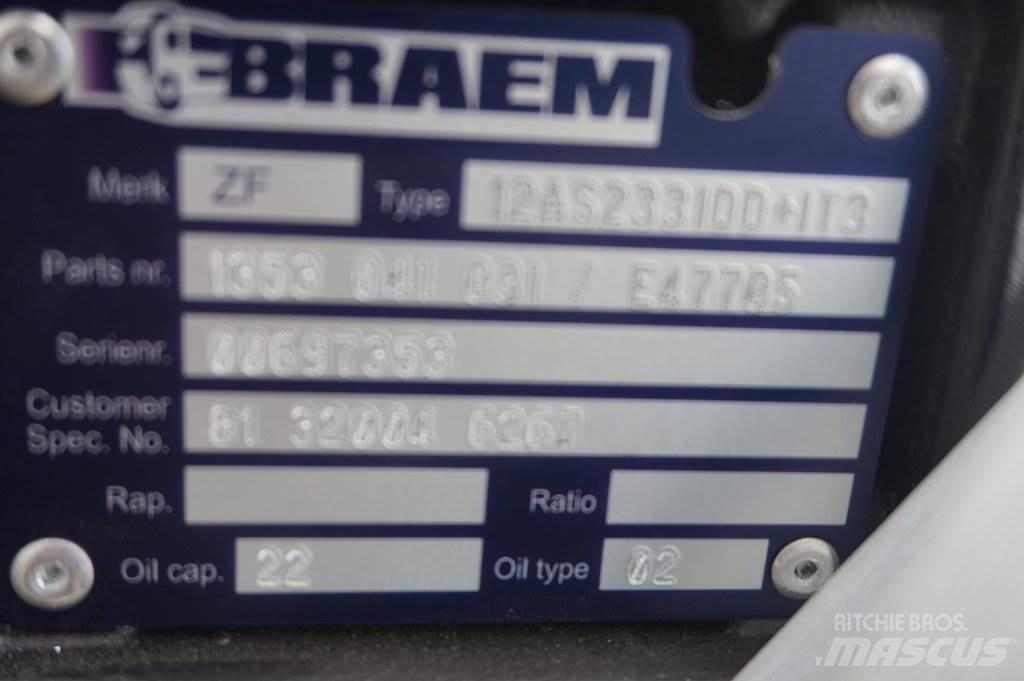 BRAEM
Merk ZF Type 12AS2331DD+IT3
Parts nr. 1353 041 031 / E47705
Serienr. 00697353
Customer 81 32004 6267
Spec. No.
Rap. Ratio
Oil cap. 22 Oil type 02
RITCHIE BROS.
MASCUS